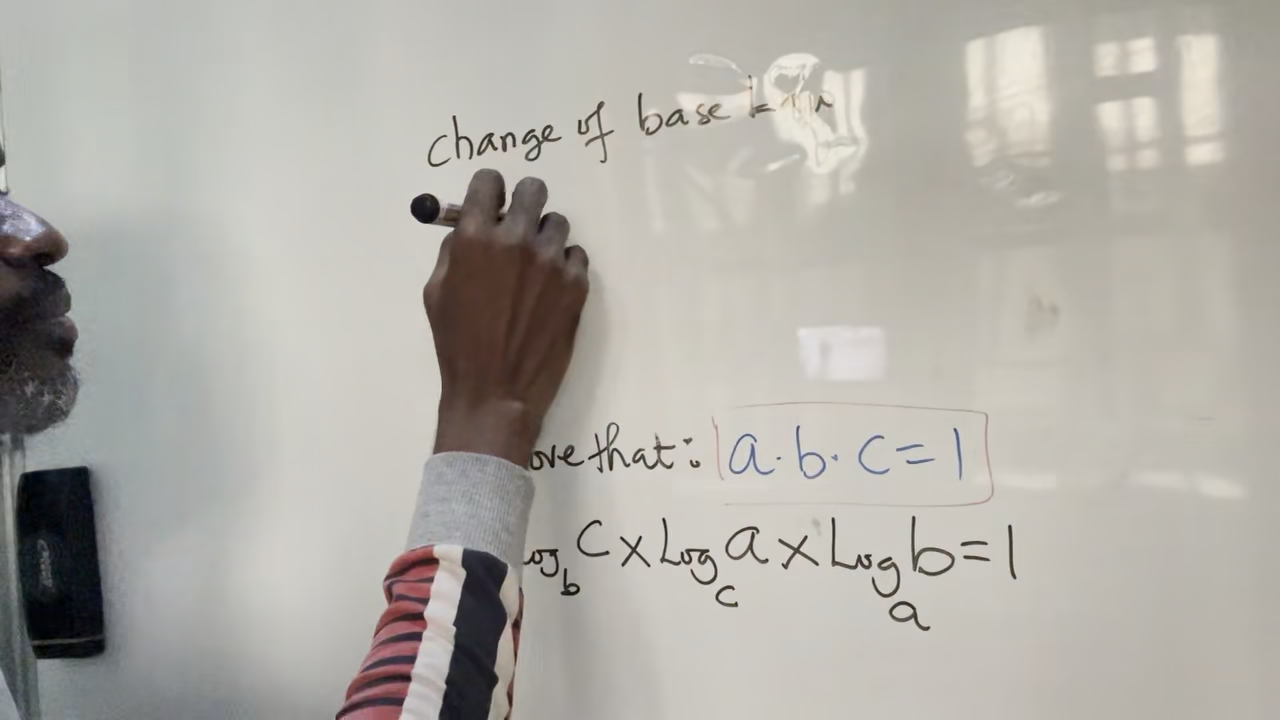 change of base
ove that: a·b·c=1
og_b c x Log_c a x Log_a b = 1